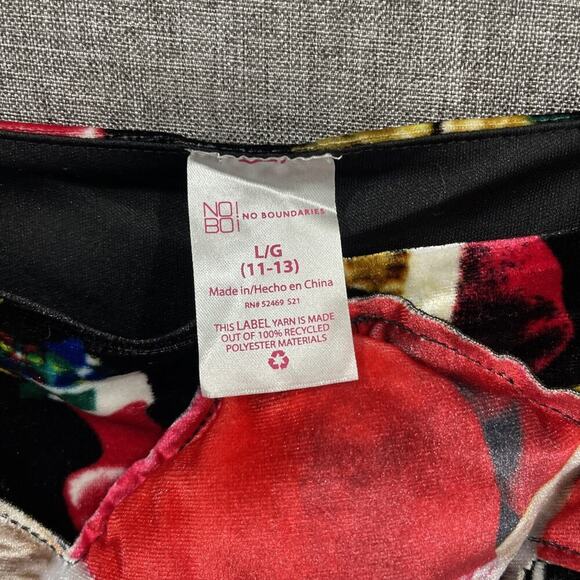 NO!
BO!
NO BOUNDARIES
L/G
(11-13)
Made in/Hecho en China
RN# 52469 S21
THIS LABEL YARN IS MADE
OUT OF 100% RECYCLED
POLYESTER MATERIALS